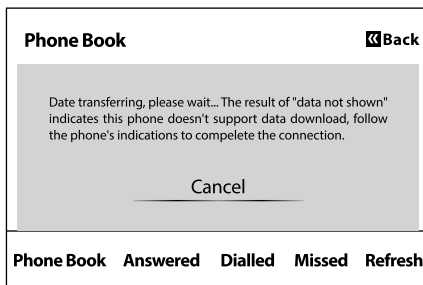 Phone Book Back
Date transferring, please wait... The result of "data not shown"
indicates this phone doesn't support data download, follow
the phone's indications to compelete the connection.
Cancel
Phone Book Answered Dialled Missed Refresh